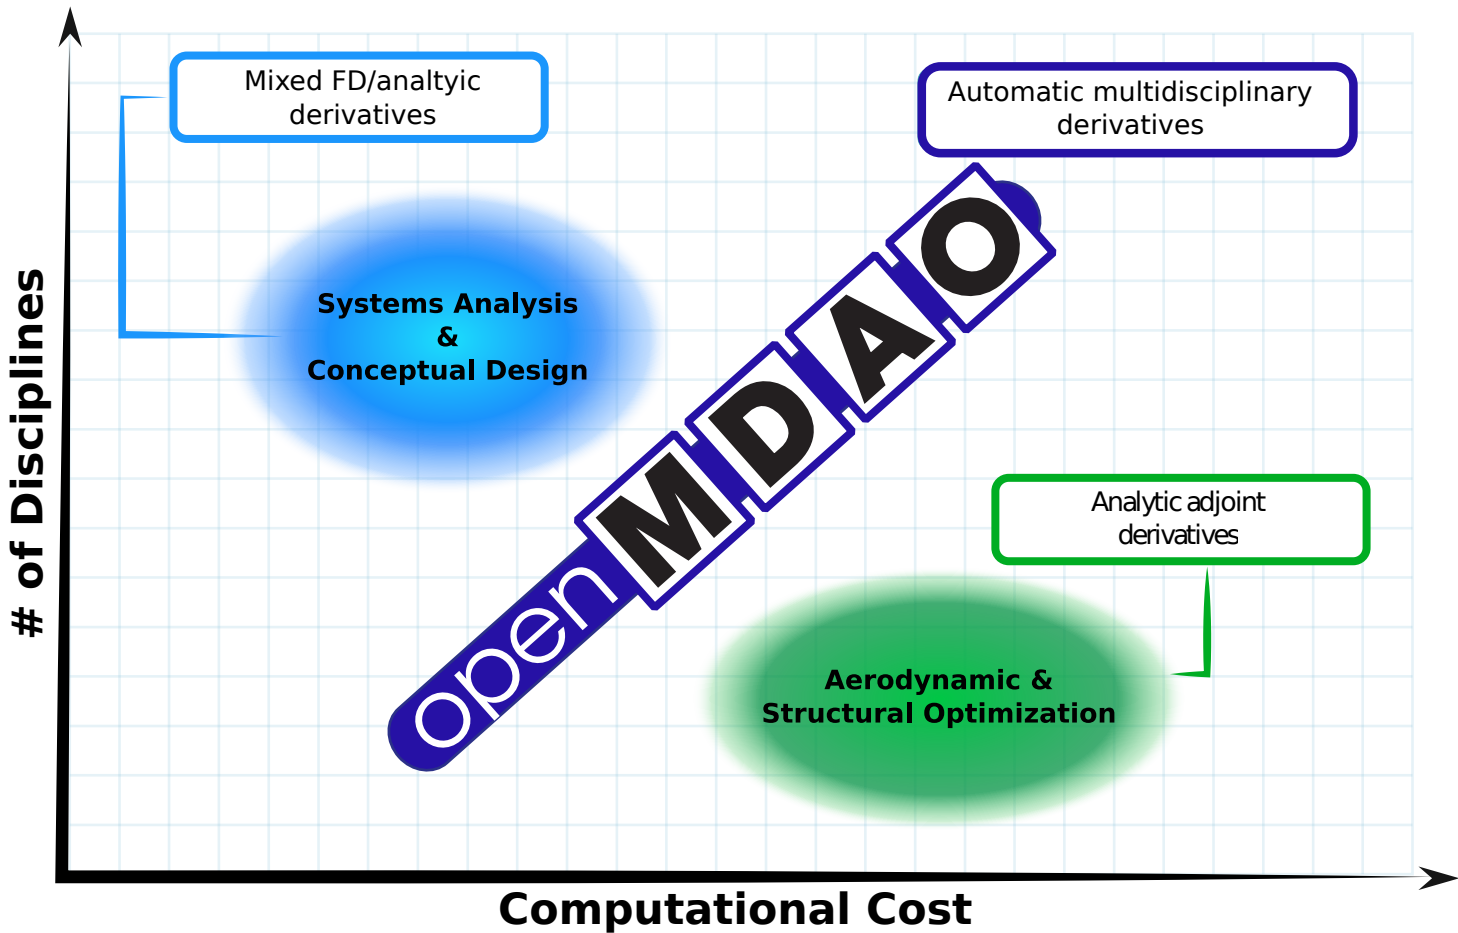 Mixed FD/analtyic
derivatives
Automatic multidisciplinary
derivatives
Systems Analysis
&
Conceptual Design
openMDAO
Analytic adjoint
derivatives
Aerodynamic &
Structural Optimization
# of Disciplines
Computational Cost